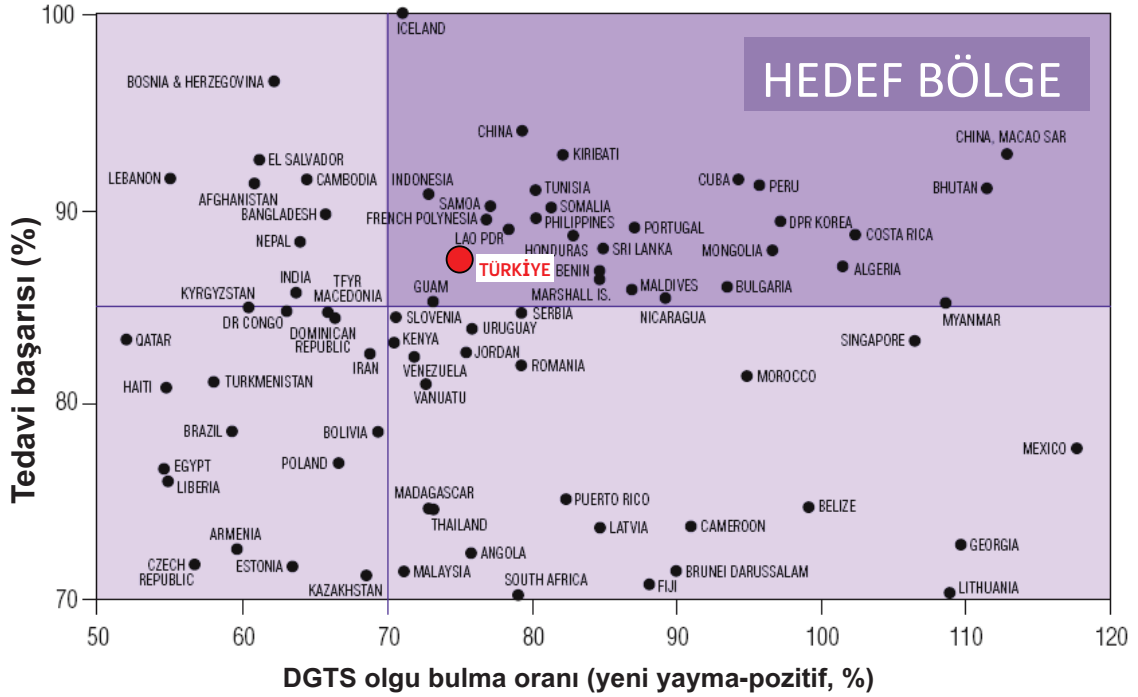 100
ICELAND
HEDEF BÖLGE
BOSNIA & HERZEGOVINA
CHINA
CHINA, MACAO SAR
KIRIBATI
EL SALVADOR
LEBANON
CAMBODIA
INDONESIA
TUNISIA
CUBA
PERU
BHUTAN
AFGHANISTAN
SAMOA
SOMALIA
90
BANGLADESH
FRENCH POLYNESIA
PHILIPPINES
PORTUGAL
DPR KOREA
COSTA RICA
NEPAL
LAO PDR
HONDURAS
SRI LANKA
MONGOLIA
TÜRKİYE
BENIN
ALGERIA
INDIA
TFYR
MACEDONIA
GUAM
MARSHALL IS.
MALDIVES
BULGARIA
KYRGYZSTAN
NICARAGUA
MYANMAR
DR CONGO
DOMINICAN
REPUBLIC
SLOVENIA
SERBIA
URUGUAY
QATAR
KENYA
SINGAPORE
IRAN
VENEZUELA
JORDAN
ROMANIA
HAITI
TURKMENISTAN
VANUATU
MOROCCO
80
BRAZIL
BOLIVIA
MEXICO
EGYPT
POLAND
LIBERIA
MADAGASCAR
THAILAND
PUERTO RICO
BELIZE
LATVIA
CAMEROON
ARMENIA
ANGOLA
GEORGIA
CZECH
REPUBLIC
ESTONIA
MALAYSIA
BRUNEI DARUSSALAM
KAZAKHSTAN
SOUTH AFRICA
FIJI
LITHUANIA
70
50 60 70 80 90 100 110 120
Tedavi başarısı (%)
DGTS olgu bulma oranı (yeni yayma-pozitif, %)